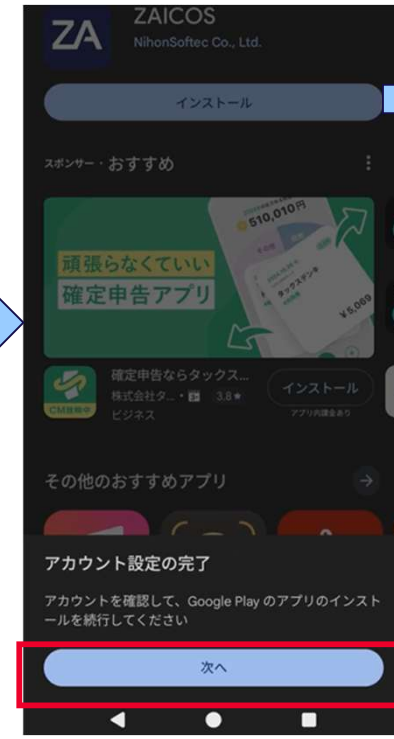 ZA
ZAICOS
NihonSoftec Co., Ltd.
インストール
スポンサー・おすすめ
510,010円
頑張らなくていい
確定申告アプリ
¥5,069
確定申告ならタックス...
株式会社タ... ・ 3.8★
ビジネス
インストール
アプリ内課金あり
その他のおすすめアプリ
アカウント設定の完了
アカウントを確認して、Google Play のアプリのインスト
ールを続行してください
次へ